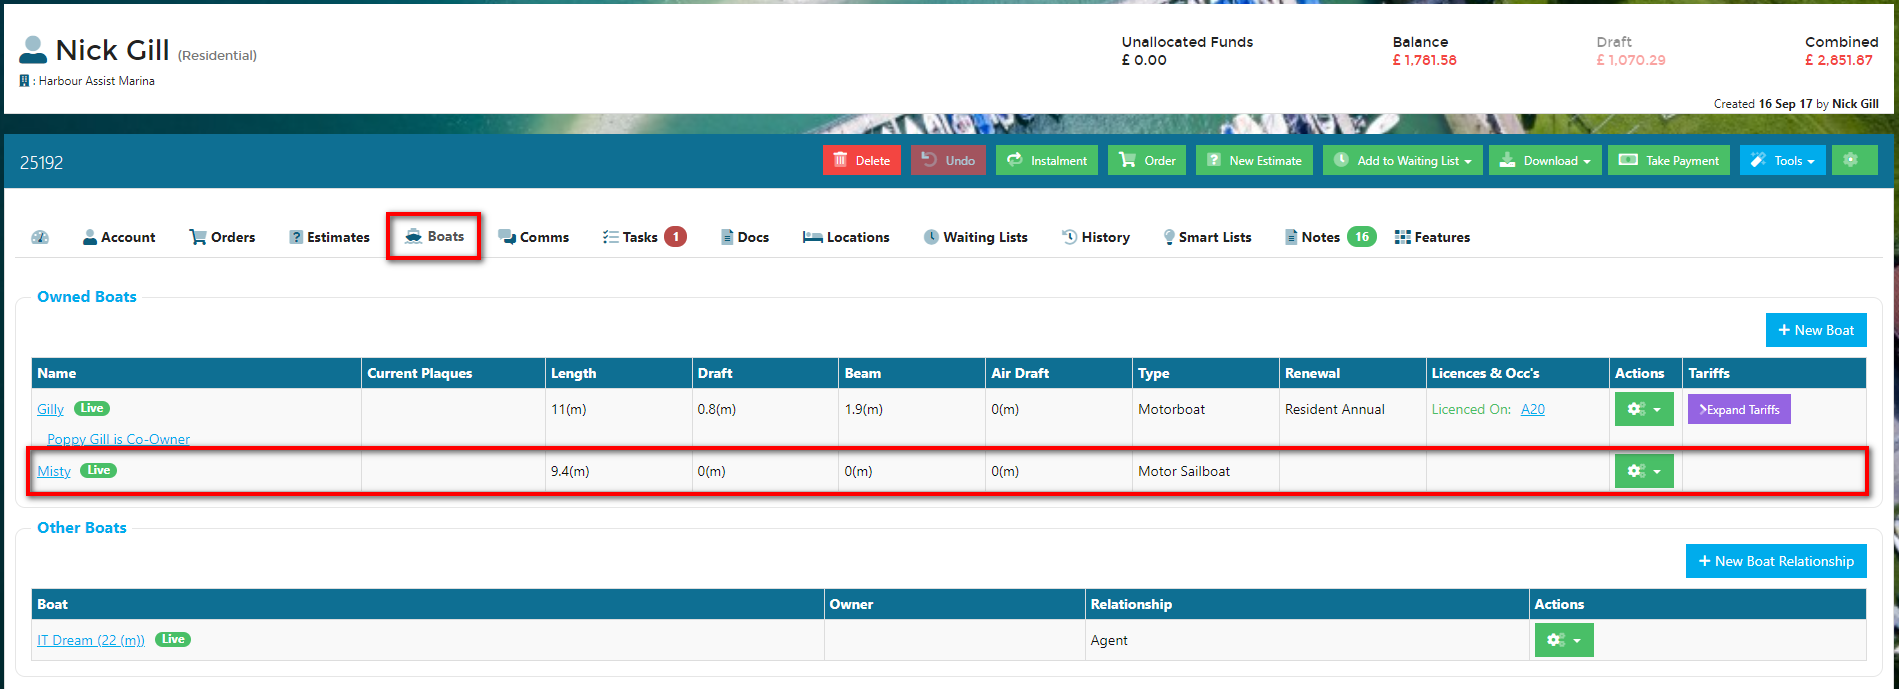 Nick Gill (Residential)
: Harbour Assist Marina
Unallocated Funds
£ 0.00
Balance
£ 1,781.58
Draft
£ 1,070.29
Combined
£ 2,851.87
Created 16 Sep 17 by Nick Gill
25192
Delete
Undo
Instalment
Order
New Estimate
Add to Waiting List
Download
Take Payment
Tools
Account
Orders
Estimates
Boats
Comms
Tasks 1
Docs
Locations
Waiting Lists
History
Smart Lists
Notes 16
Features
Owned Boats
+ New Boat
Name Current Plaques Length Draft Beam Air Draft Type Renewal Licences & Occ's Actions Tariffs
Gilly Live 11(m) 0.8(m) 1.9(m) 0(m) Motorboat Resident Annual Licenced On: A20 Expand Tariffs
Poppy Gill is Co-Owner
Misty Live 9.4(m) 0(m) 0(m) 0(m) Motor Sailboat
Other Boats
+ New Boat Relationship
Boat Owner Relationship Actions
IT Dream (22 (m)) Live Agent